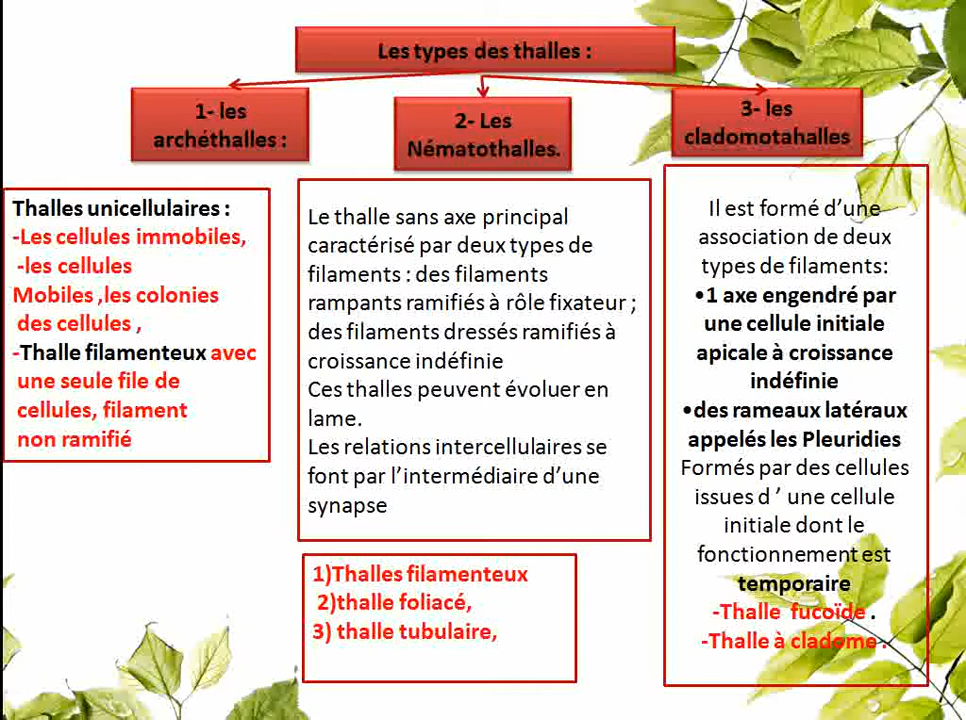 Les types des thalles :
1- les
archéthalles :
2- Les
Nématothalles.
3- les
cladomotahalles
Thalles unicellulaires :
-Les cellules immobiles,
-les cellules
Mobiles ,les colonies
des cellules ,
-Thalle filamenteux avec
une seule file de
cellules, filament
non ramifié
Le thalle sans axe principal
caractérisé par deux types de
filaments : des filaments
rampants ramifiés à rôle fixateur ;
des filaments dressés ramifiés à
croissance indéfinie
Ces thalles peuvent évoluer en
lame.
Les relations intercellulaires se
font par l’intermédiaire d’une
synapse
1)Thalles filamenteux
2)thalle foliacé,
3) thalle tubulaire,
Il est formé d’une
association de deux
types de filaments:
•1 axe engendré par
une cellule initiale
apicale à croissance
indéfinie
•des rameaux latéraux
appelés les Pleuridies
Formés par des cellules
issues d ’ une cellule
initiale dont le
fonctionnement est
temporaire
-Thalle fucoïde .
-Thalle à cladome .